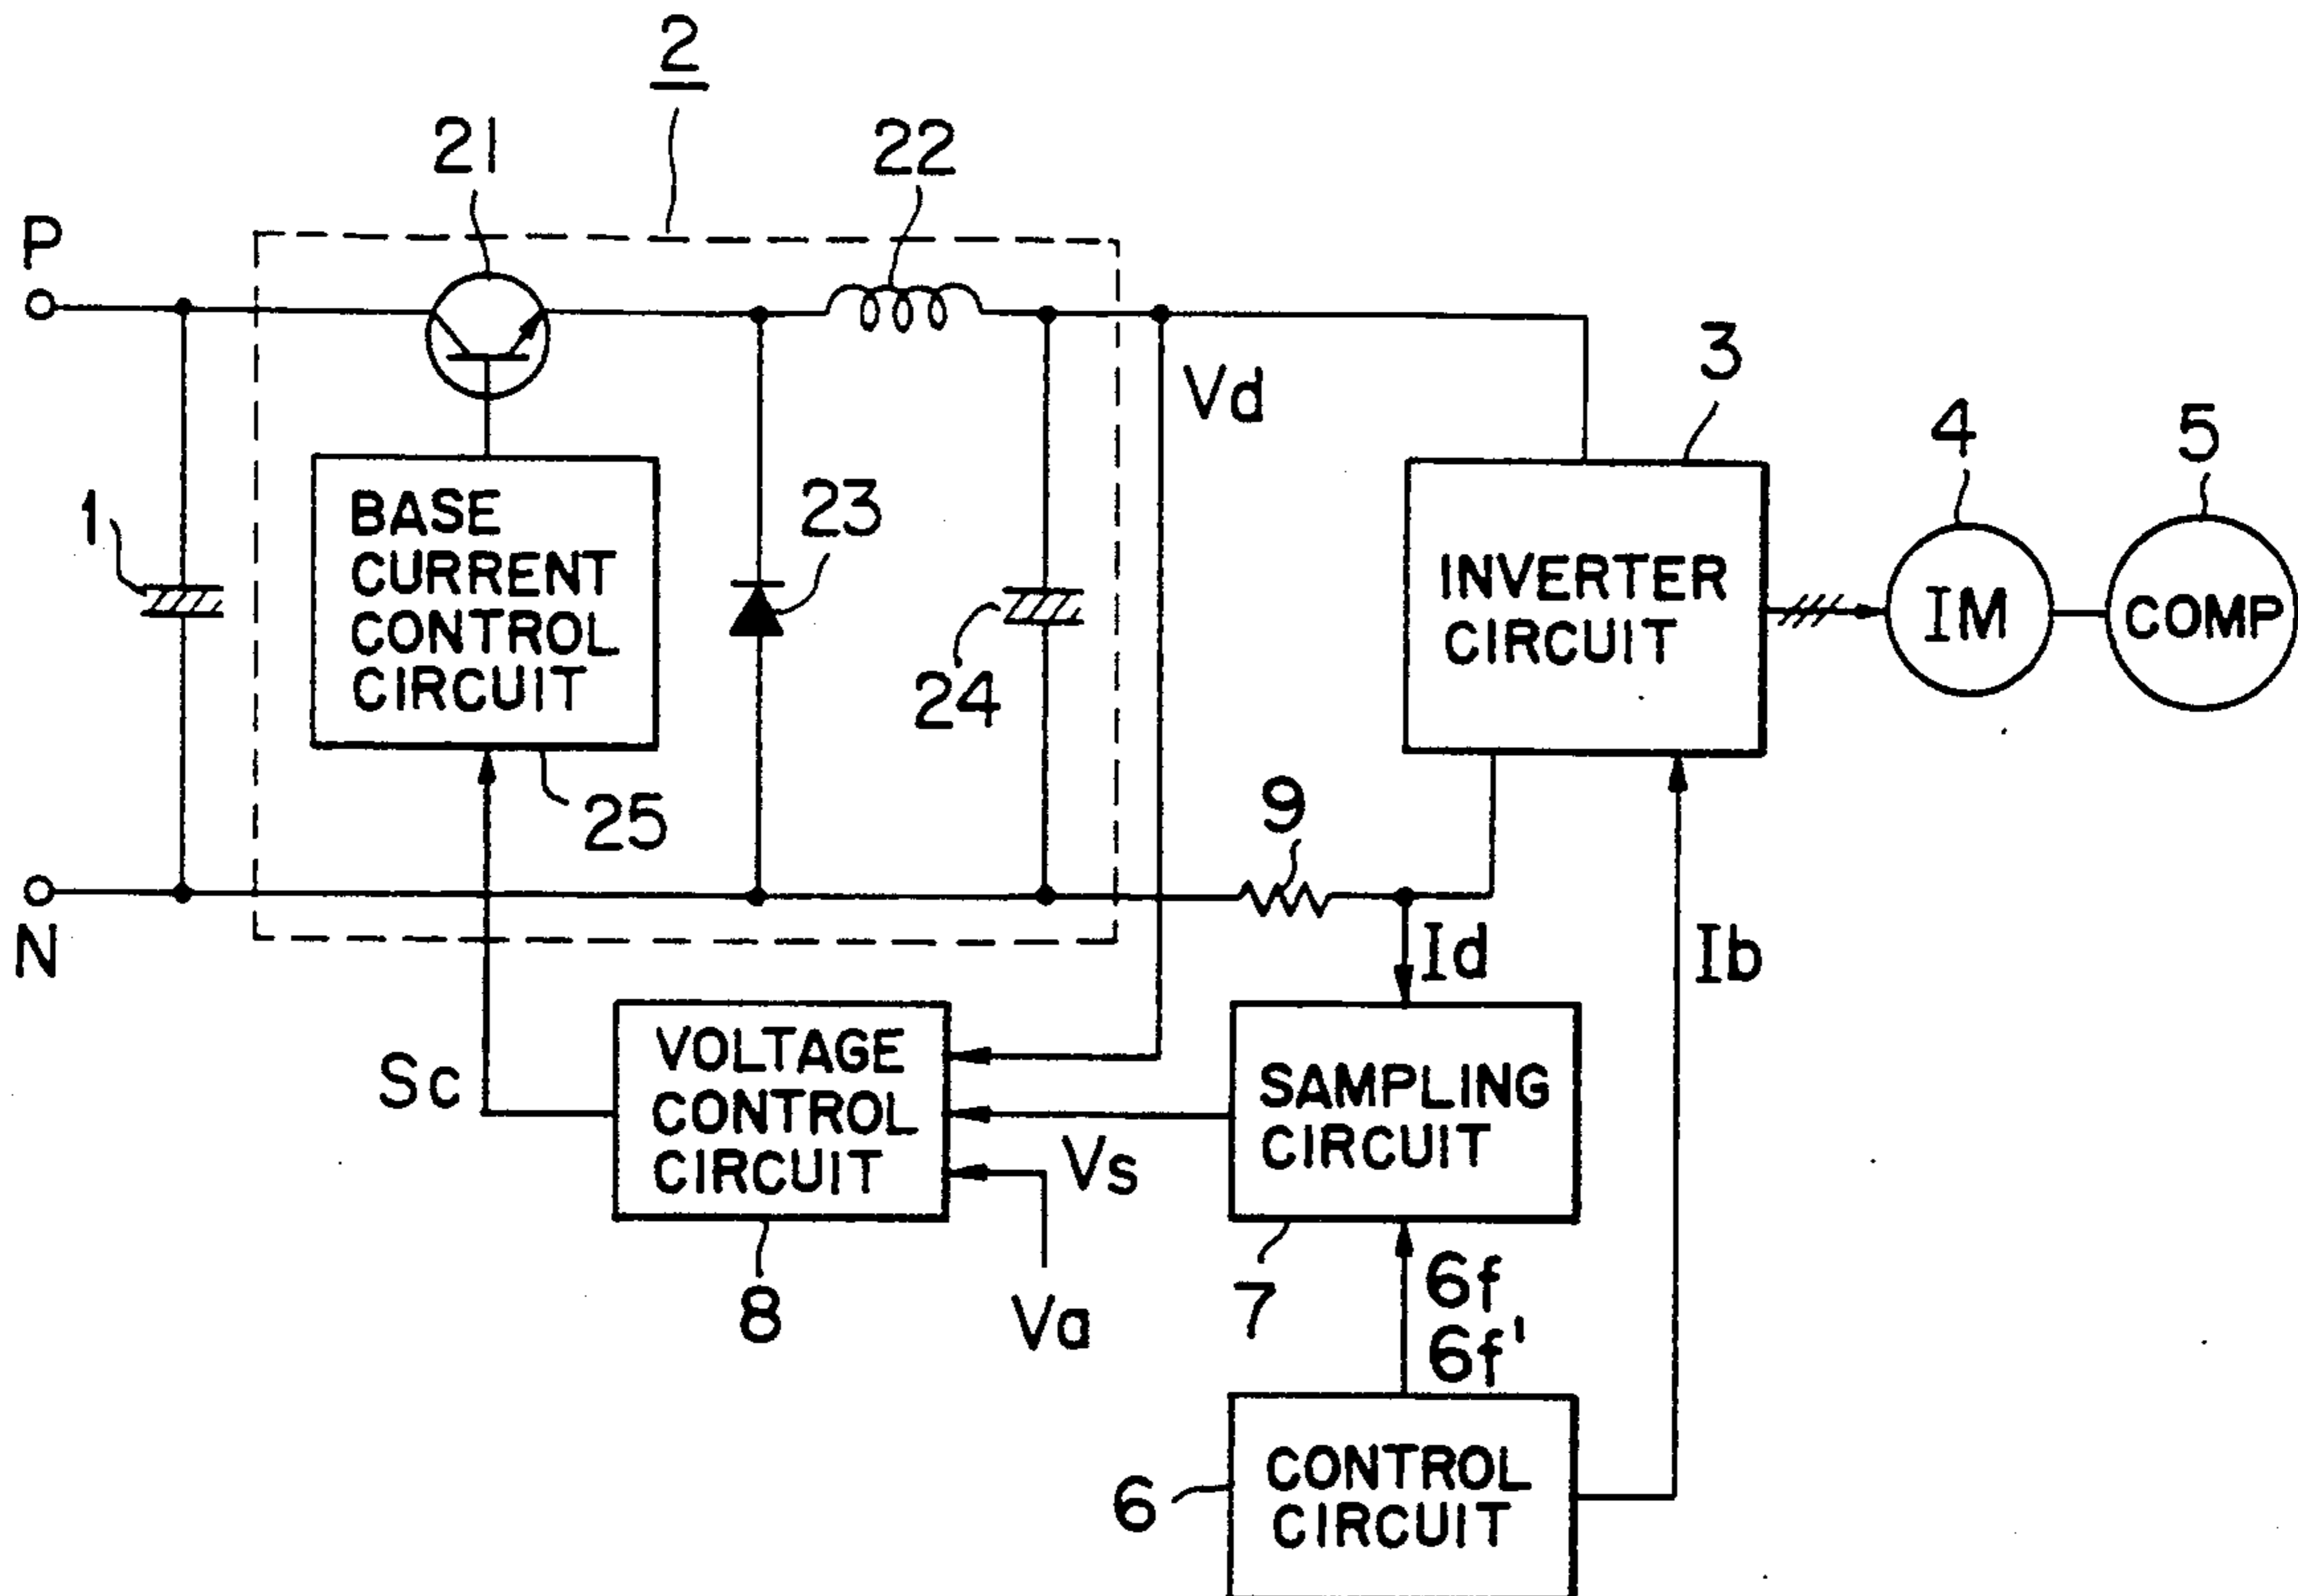 2
21
22
P
Vd
3
4
5
1
BASE
CURRENT
CONTROL
CIRCUIT
23
24
INVERTER
CIRCUIT
IM
COMP
25
9
N
Id
Ib
Sc
VOLTAGE
CONTROL
CIRCUIT
Vs
Va
8
SAMPLING
CIRCUIT
7
6f
6f'
6
CONTROL
CIRCUIT